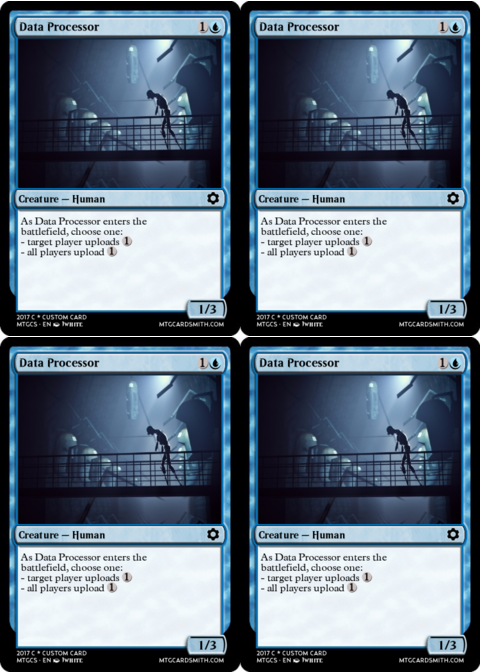 Data Processor 1
Creature — Human
As Data Processor enters the
battlefield, choose one:
- target player uploads 1
- all players upload 1
1/3
2017 C * CUSTOM CARD
MTGCS · EN JWHITE MTGCARDSMITH.COM
Data Processor 1
Creature — Human
As Data Processor enters the
battlefield, choose one:
- target player uploads 1
- all players upload 1
1/3
2017 C * CUSTOM CARD
MTGCS · EN JWHITE MTGCARDSMITH.COM
Data Processor 1
Creature — Human
As Data Processor enters the
battlefield, choose one:
- target player uploads 1
- all players upload 1
1/3
2017 C * CUSTOM CARD
MTGCS · EN JWHITE MTGCARDSMITH.COM
Data Processor 1
Creature — Human
As Data Processor enters the
battlefield, choose one:
- target player uploads 1
- all players upload 1
1/3
2017 C * CUSTOM CARD
MTGCS · EN JWHITE MTGCARDSMITH.COM